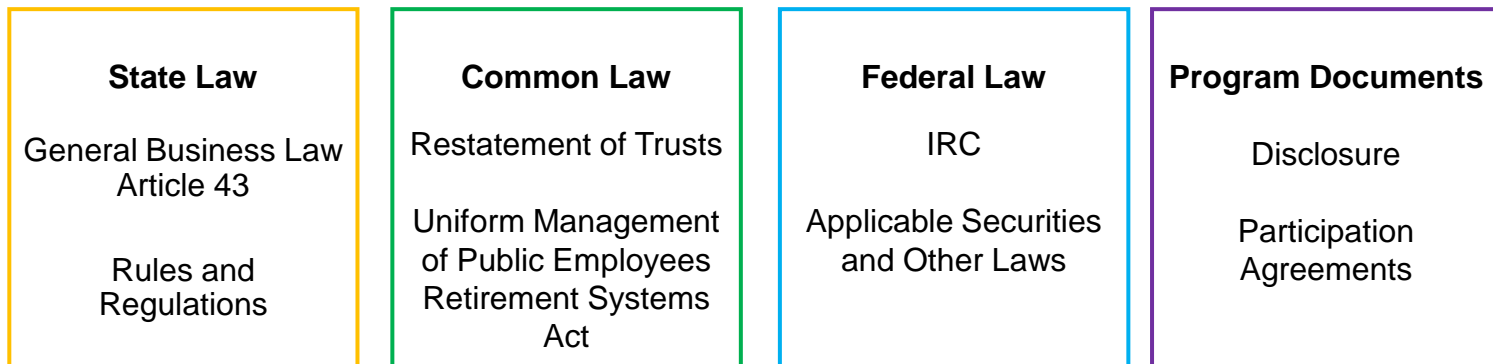 State Law
General Business Law
Article 43
Rules and
Regulations
Common Law
Restatement of Trusts
Uniform Management
of Public Employees
Retirement Systems
Act
Federal Law
IRC
Applicable Securities
and Other Laws
Program Documents
Disclosure
Participation
Agreements